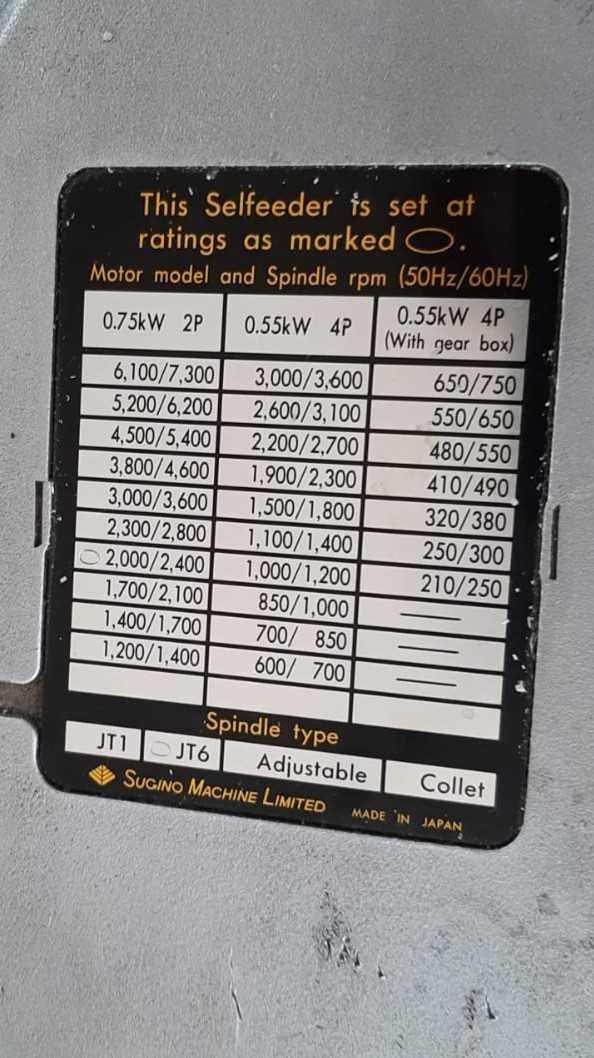 This Selfeeder is set at
ratings as marked ⬭.
Motor model and Spindle rpm (50Hz/60Hz)
0.75kW 2P 0.55kW 4P 0.55kW 4P (With gear box)
6,100/7,300 3,000/3,600 650/750
5,200/6,200 2,600/3,100 550/650
4,500/5,400 2,200/2,700 480/550
3,800/4,600 1,900/2,300 410/490
3,000/3,600 1,500/1,800 320/380
2,300/2,800 1,100/1,400 250/300
2,000/2,400 1,000/1,200 210/250
1,700/2,100 850/1,000 —
1,400/1,700 700/ 850 —
1,200/1,400 600/ 700 —
Spindle type
JT1 JT6 Adjustable Collet
SUGINO MACHINE LIMITED MADE IN JAPAN